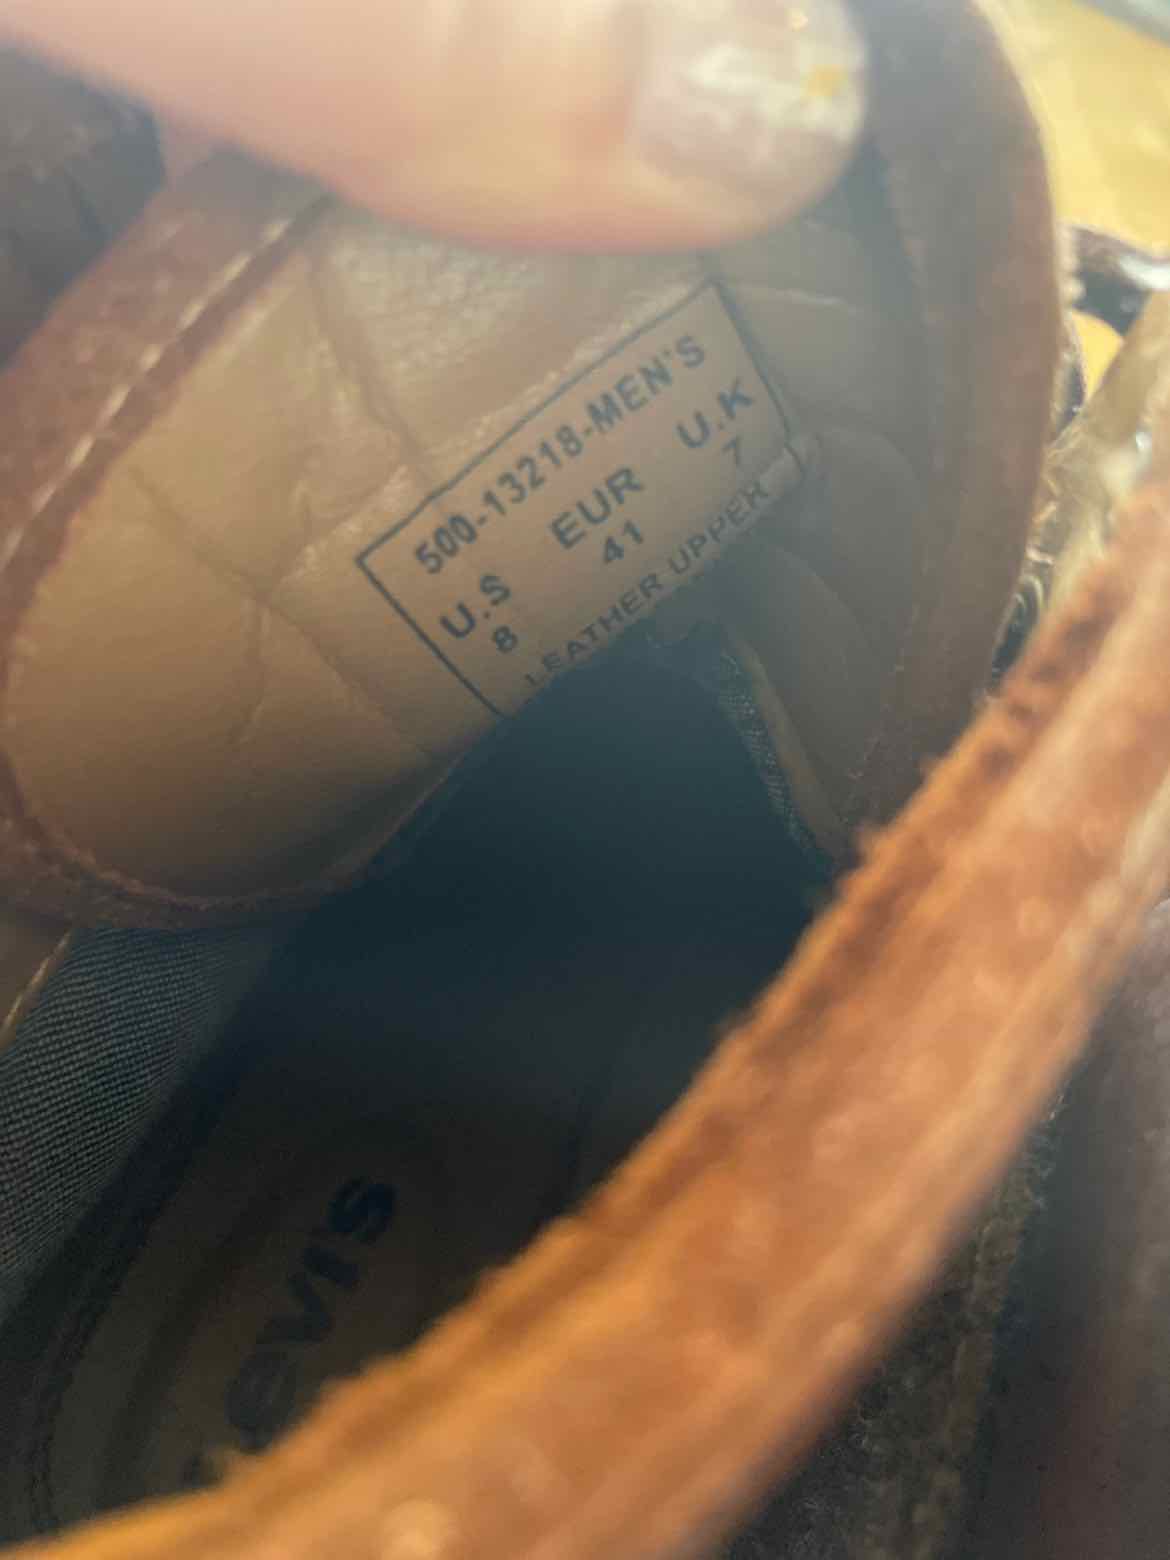 500-13218-MEN'S
U.S EUR U.K
8 41 7
LEATHER UPPER